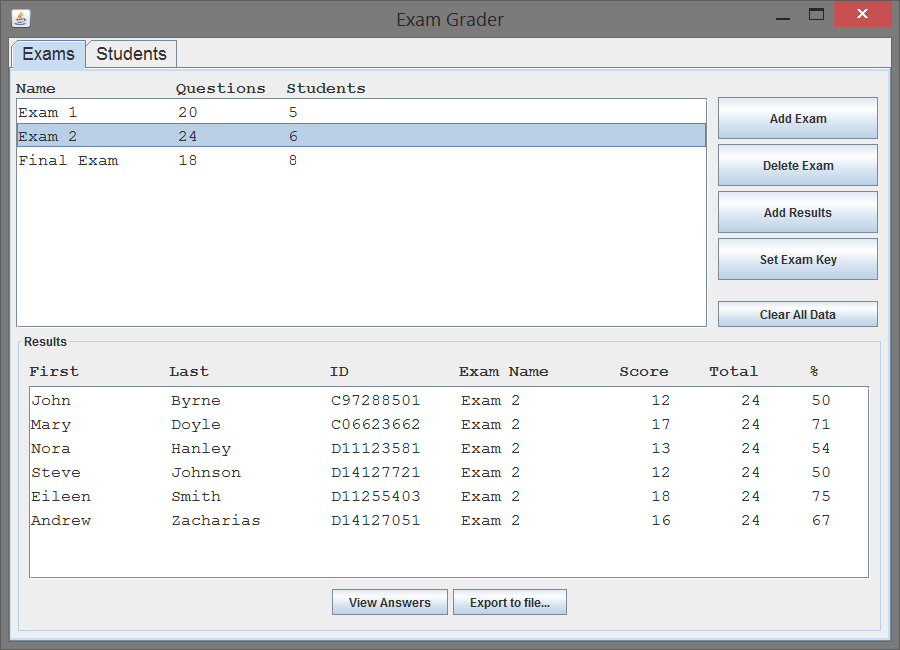 Exam Grader
Exams Students
Name Questions Students
Exam 1 20 5
Exam 2 24 6
Final Exam 18 8
Add Exam
Delete Exam
Add Results
Set Exam Key
Clear All Data
Results
First Last ID Exam Name Score Total %
John Byrne C97288501 Exam 2 12 24 50
Mary Doyle C06623662 Exam 2 17 24 71
Nora Hanley D11123581 Exam 2 13 24 54
Steve Johnson D14127721 Exam 2 12 24 50
Eileen Smith D11255403 Exam 2 18 24 75
Andrew Zacharias D14127051 Exam 2 16 24 67
View Answers Export to file...